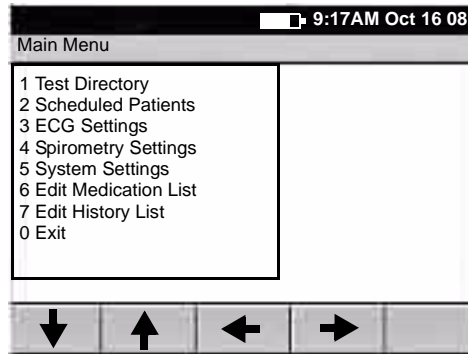 9:17AM Oct 16 08
Main Menu
1 Test Directory
2 Scheduled Patients
3 ECG Settings
4 Spirometry Settings
5 System Settings
6 Edit Medication List
7 Edit History List
0 Exit